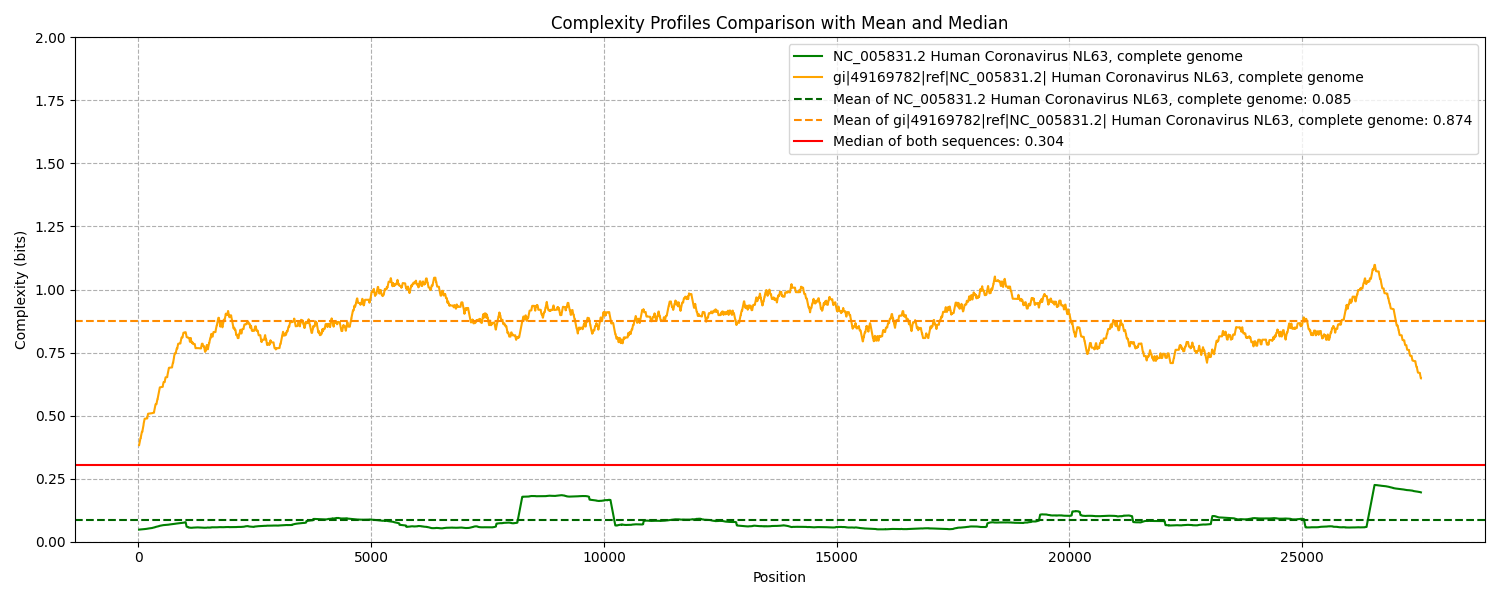 Complexity Profiles Comparison with Mean and Median
2.00
1.75
1.50
1.25
1.00
0.75
0.50
0.25
0.00
Complexity (bits)
NC_005831.2 Human Coronavirus NL63, complete genome
gi|49169782|ref|NC_005831.2| Human Coronavirus NL63, complete genome
Mean of NC_005831.2 Human Coronavirus NL63, complete genome: 0.085
Mean of gi|49169782|ref|NC_005831.2| Human Coronavirus NL63, complete genome: 0.874
Median of both sequences: 0.304
0 5000 10000 15000 20000 25000
Position